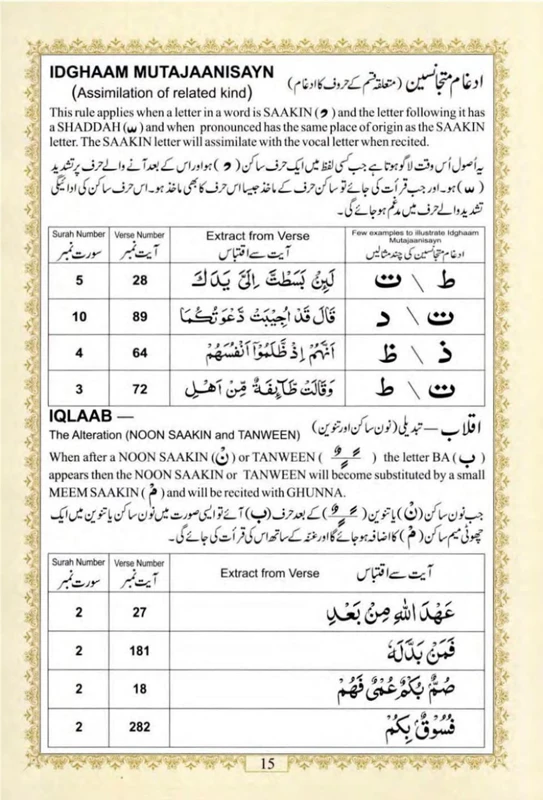 IDGHAAM MUTAJAANISAYN
(Assimilation of related kind)
ادغام متجانسین (متعلقہ قسم کے حروف کا ادغام)
This rule applies when a letter in a word is SAAKIN ( ْ ) and the letter following it has
a SHADDAH ( ّ ) and when pronounced has the same place of origin as the SAAKIN
letter. The SAAKIN letter will assimilate with the vocal letter when recited.
یہ اُصول اُس وقت لاگو ہوتا ہے جب کسی لفظ میں ایک حرف ساکن ( ْ ) ہو اور اس کے بعد آنے والے حرف پر تشدید
( ّ ) ہو۔ اور جب قرأت کی جائے تو ساکن حرف کے ماخذ جیسا اس حرف کا بھی ماخذ ہو۔ اس حرف ساکن کی ادائیگی
تشدید والے حرف میں مدغم ہو جائے گی۔
Surah Number سورت نمبر
Verse Number آیت نمبر
Extract from Verse آیت سے اقتباس
Few examples to illustrate Idghaam Mutajaanisayn
ادغام متجانسین کی چند مثالیں
5 28 لَئِنْۢ بَسَطْتَّ اِلَیَّ یَدَكَ ط \ ت
10 89 قَالَ قَدْ اُجِیْبَتْ دَّعْوَتُكُمَا ت \ د
4 64 اَنَّهُمْ اِذْ ظَّلَمُوْۤا اَنْفُسَهُمْ ذ \ ظ
3 72 وَقَالَتْ طَّآىِٕفَةٌ مِّنْ اَهْلِ ت \ ط
IQLAAB —
The Alteration (NOON SAAKIN and TANWEEN)
اقلاب — تبدیلی (نون ساکن اور تنوین)
When after a NOON SAAKIN (نْ) or TANWEEN ( ـًـٍـٌ ) the letter BA ( ب )
appears then the NOON SAAKIN or TANWEEN will become substituted by a small
MEEM SAAKIN ( مْ ) and will be recited with GHUNNA.
جب نون ساکن (نْ) یا تنوین ( ـًـٍـٌ ) کے بعد حرف (ب) آئے تو ایسی صورت میں نون ساکن یا تنوین میں ایک
چھوٹی میم ساکن ( مْ ) کا اضافہ ہو جائے گا اور غنہ کے ساتھ اس کی قرأت کی جائے گی۔
Surah Number سورت نمبر
Verse Number آیت نمبر
Extract from Verse آیت سے اقتباس
2 27 عَهْدَ اللّٰهِ مِنْۢ بَعْدِ
2 181 فَمَنْۢ بَدَّلَهٗ
2 18 صُمٌّۢ بُكْمٌ عُمْیٌ فَهُمْ
2 282 فُسُوْقٌۢ بِكُمْ
15